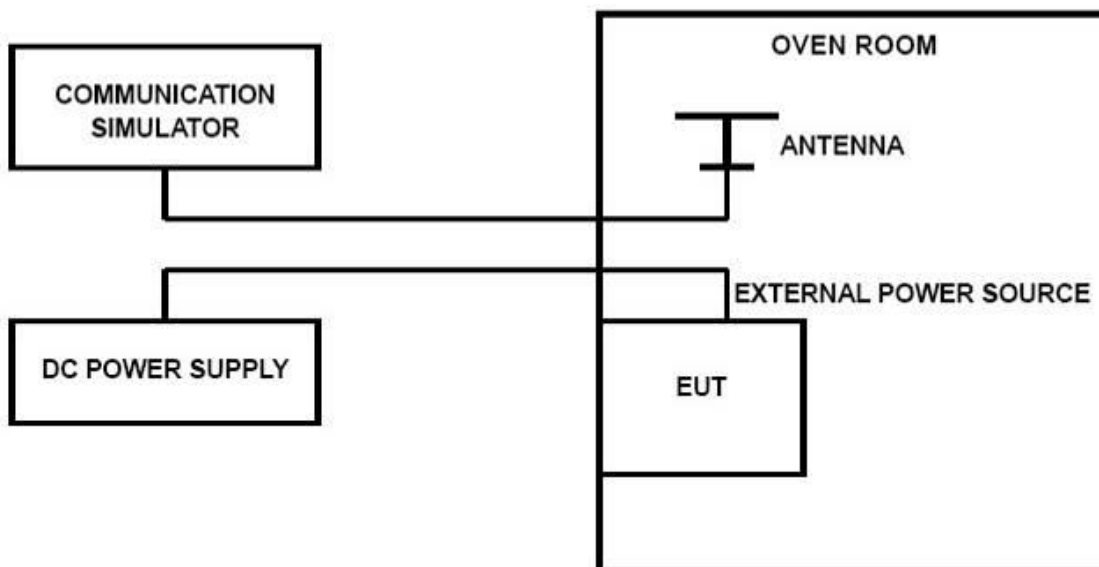 OVEN ROOM
COMMUNICATION
SIMULATOR
ANTENNA
EXTERNAL POWER SOURCE
DC POWER SUPPLY
EUT